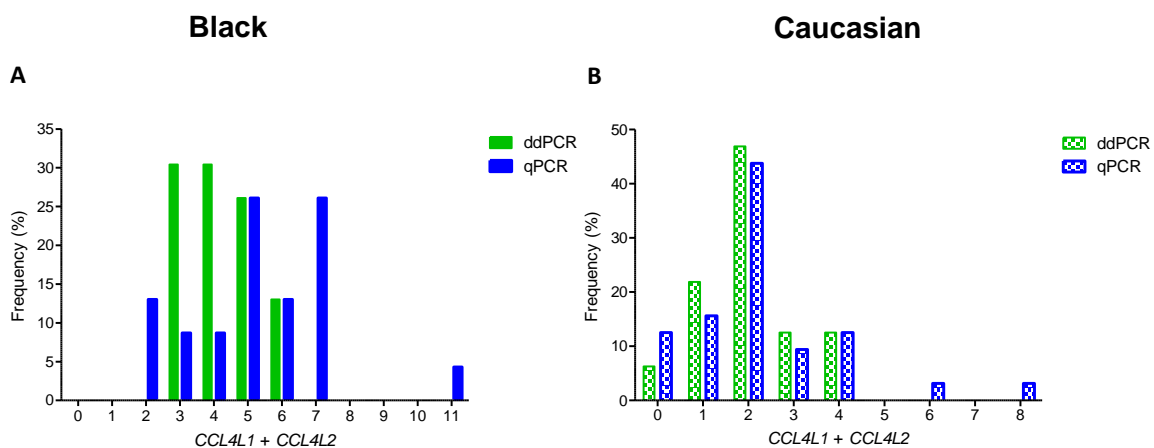 Black
Caucasian
A
B
35
30
25
20
15
10
5
0
Frequency (%)
0 1 2 3 4 5 6 7 8 9 10 11
CCL4L1 + CCL4L2
ddPCR
qPCR
50
40
30
20
10
0
Frequency (%)
0 1 2 3 4 5 6 7 8
CCL4L1 + CCL4L2
ddPCR
qPCR